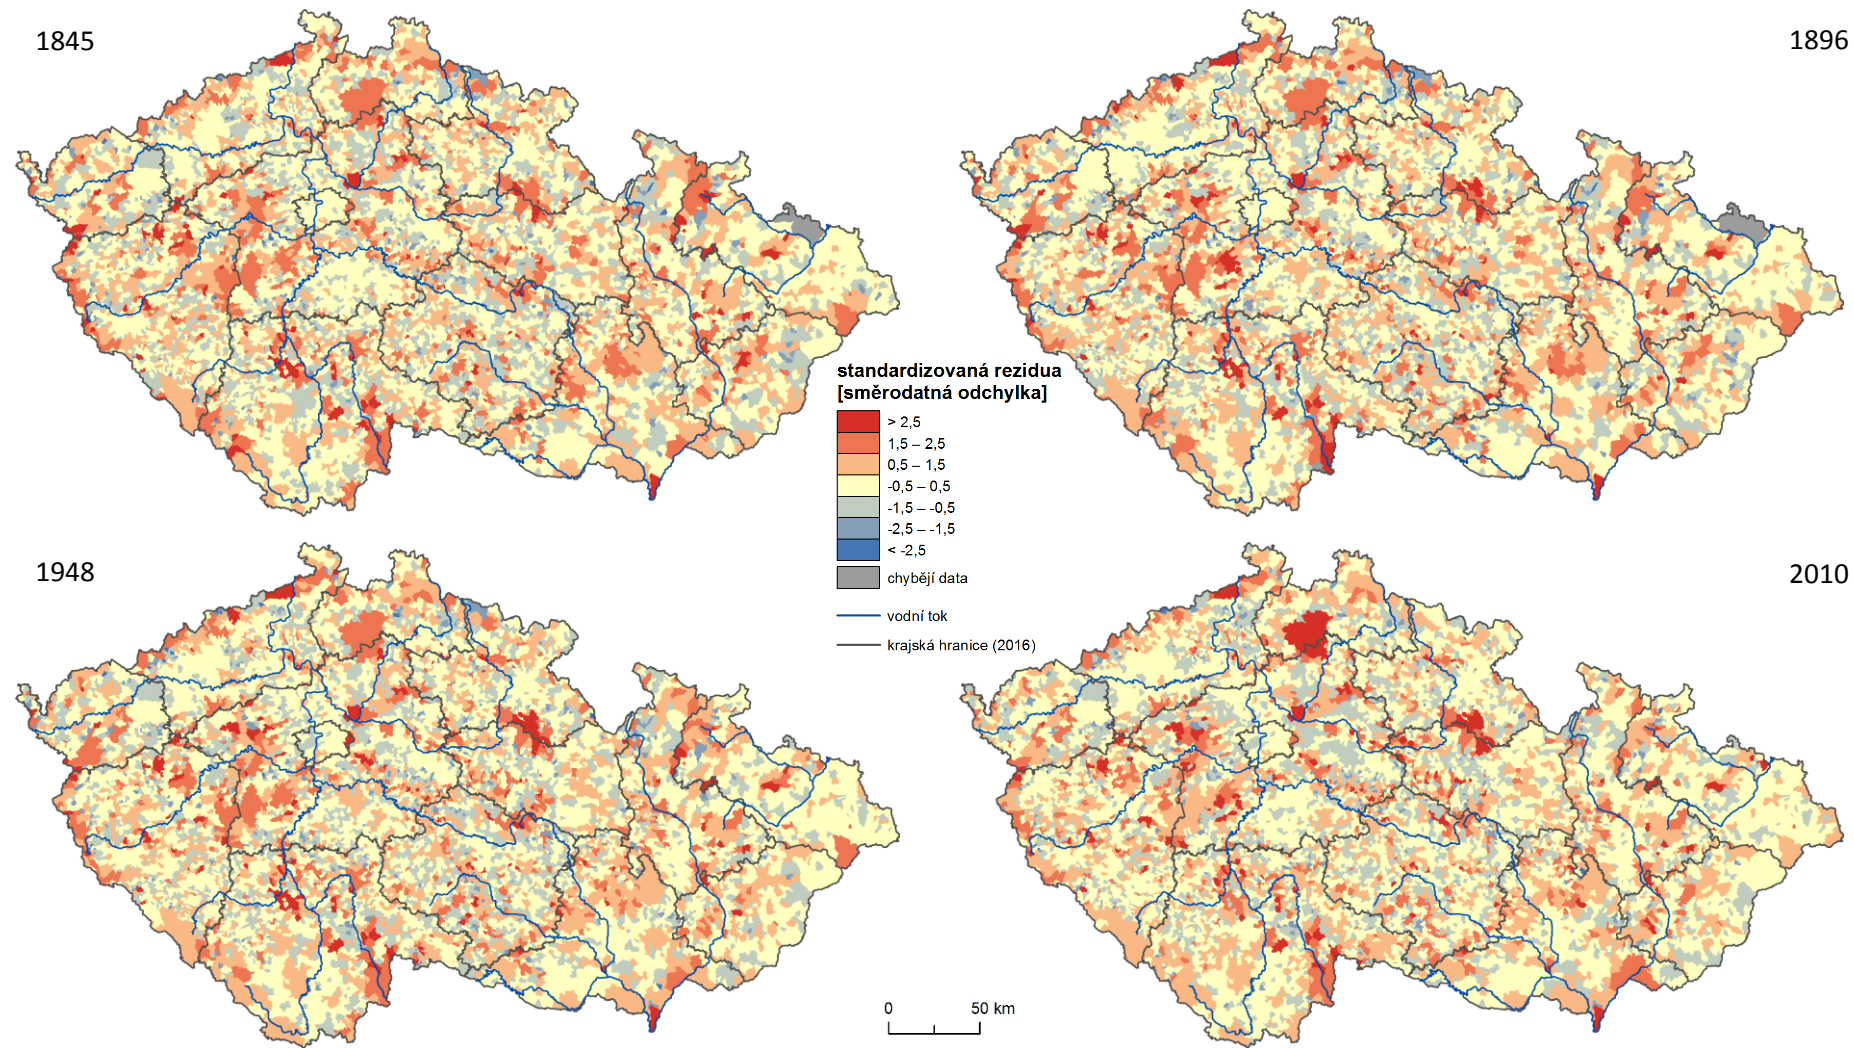 1845
1896
standardizovaná rezidua
[směrodatná odchylka]
> 2,5
1,5 – 2,5
0,5 – 1,5
-0,5 – 0,5
-1,5 – -0,5
-2,5 – -1,5
< -2,5
chybějí data
vodní tok
krajská hranice (2016)
1948
2010
0 50 km